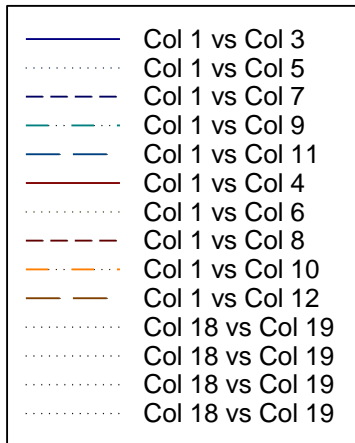 Col 1 vs Col 3
Col 1 vs Col 5
Col 1 vs Col 7
Col 1 vs Col 9
Col 1 vs Col 11
Col 1 vs Col 4
Col 1 vs Col 6
Col 1 vs Col 8
Col 1 vs Col 10
Col 1 vs Col 12
Col 18 vs Col 19
Col 18 vs Col 19
Col 18 vs Col 19
Col 18 vs Col 19